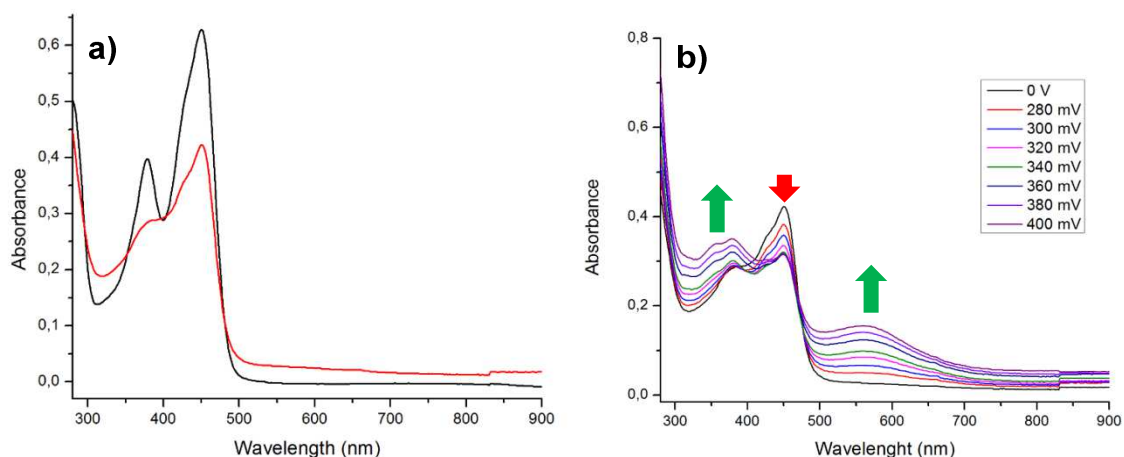 a)
0,6
0,5
0,4
0,3
0,2
0,1
0,0
Absorbance
300 400 500 600 700 800 900
Wavelength (nm)
b)
0,8
0,6
0,4
0,2
0,0
Absorbance
300 400 500 600 700 800 900
Wavelenght (nm)
0 V
280 mV
300 mV
320 mV
340 mV
360 mV
380 mV
400 mV